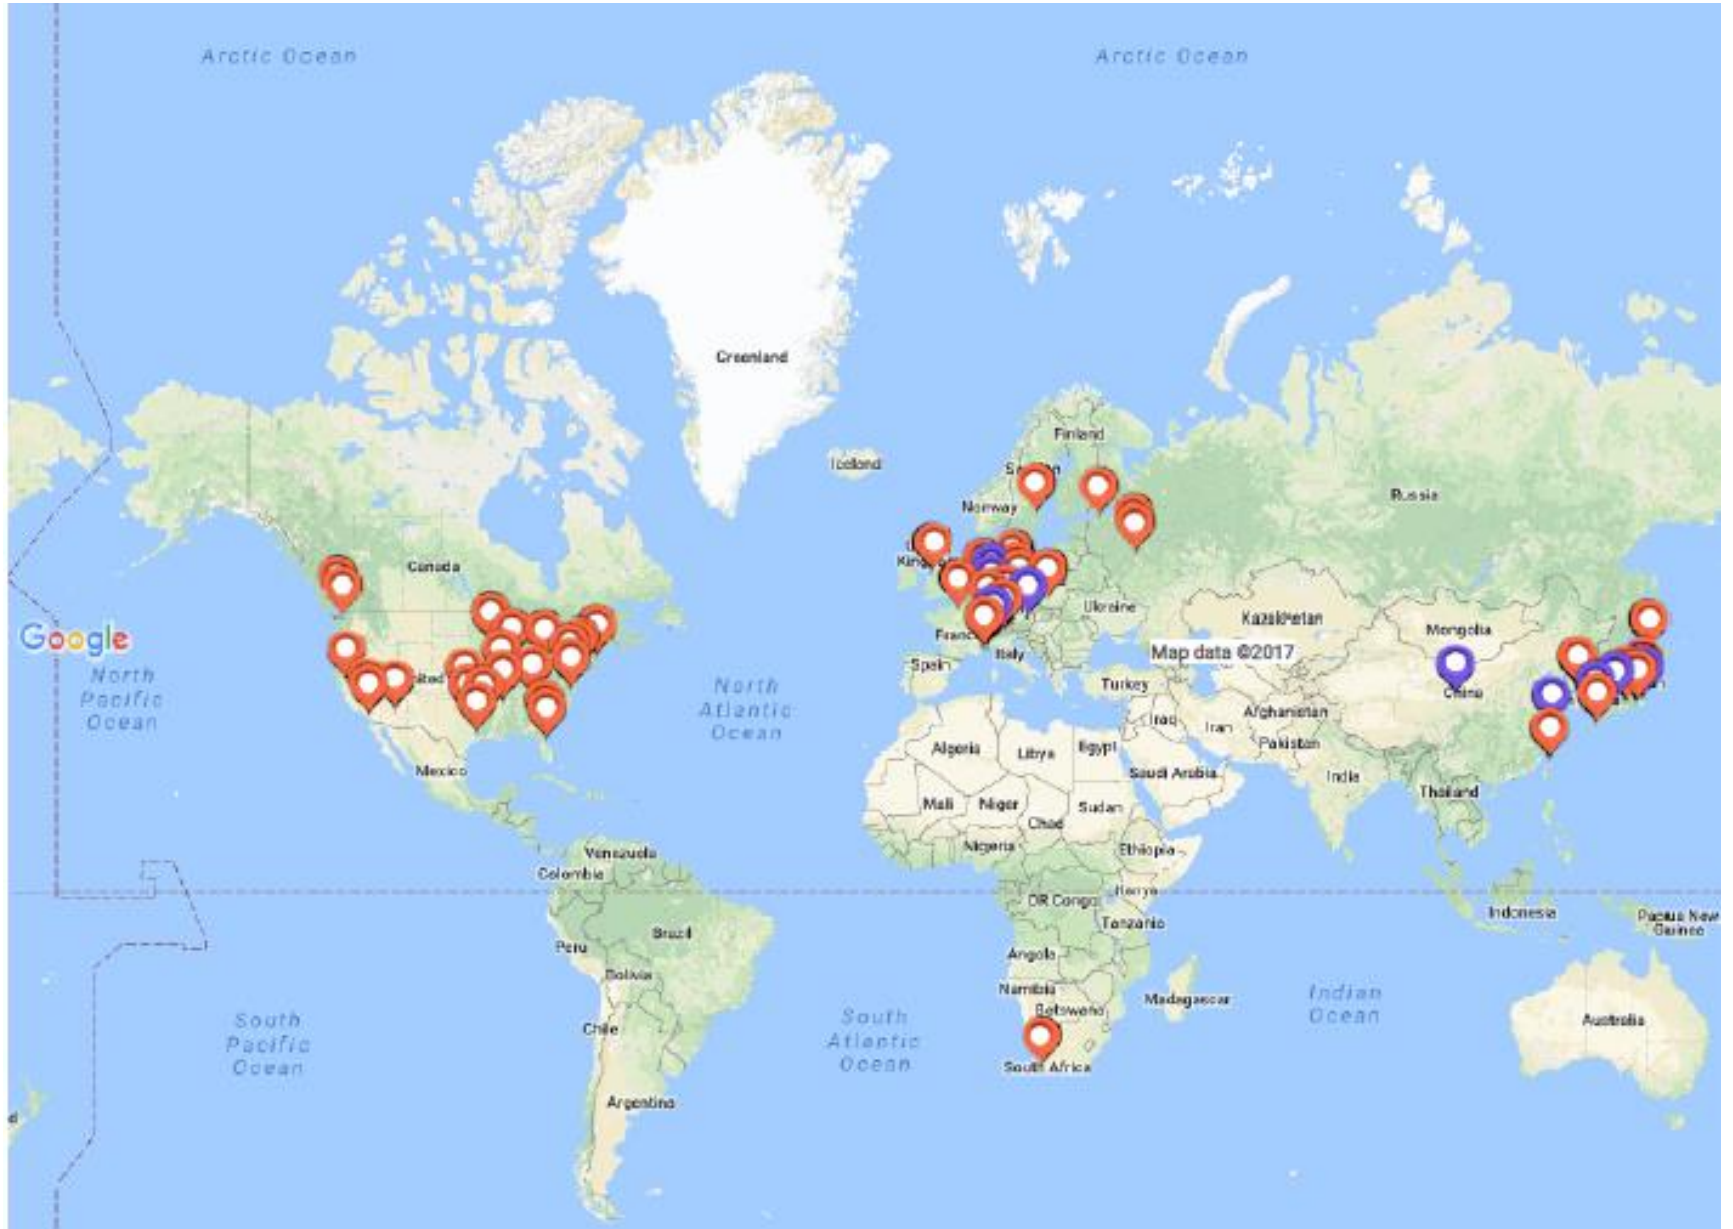 Arctic Ocean
Arctic Ocean
Greenland
Iceland
Finland
Norway
Russia
Canada
Ukraine
Kazakhstan
Mongolia
Google
Map data ©2017
Italy
Spain
Turkey
China
North
Pacific
Ocean
North
Atlantic
Ocean
Iraq
Iran
Afghanistan
Pakistan
Algeria
Libya
Egypt
Saudi Arabia
India
Thailand
Mexico
Mali
Niger
Chad
Sudan
Nigeria
Ethiopia
Venezuela
Colombia
DR Congo
Kenya
Tanzania
Indonesia
Papua New
Guinea
Peru
Brazil
Bolivia
Angola
Namibia
Botswana
Madagascar
Indian
Ocean
South
Pacific
Ocean
Chile
South
Atlantic
Ocean
Australia
South Africa
Argentina